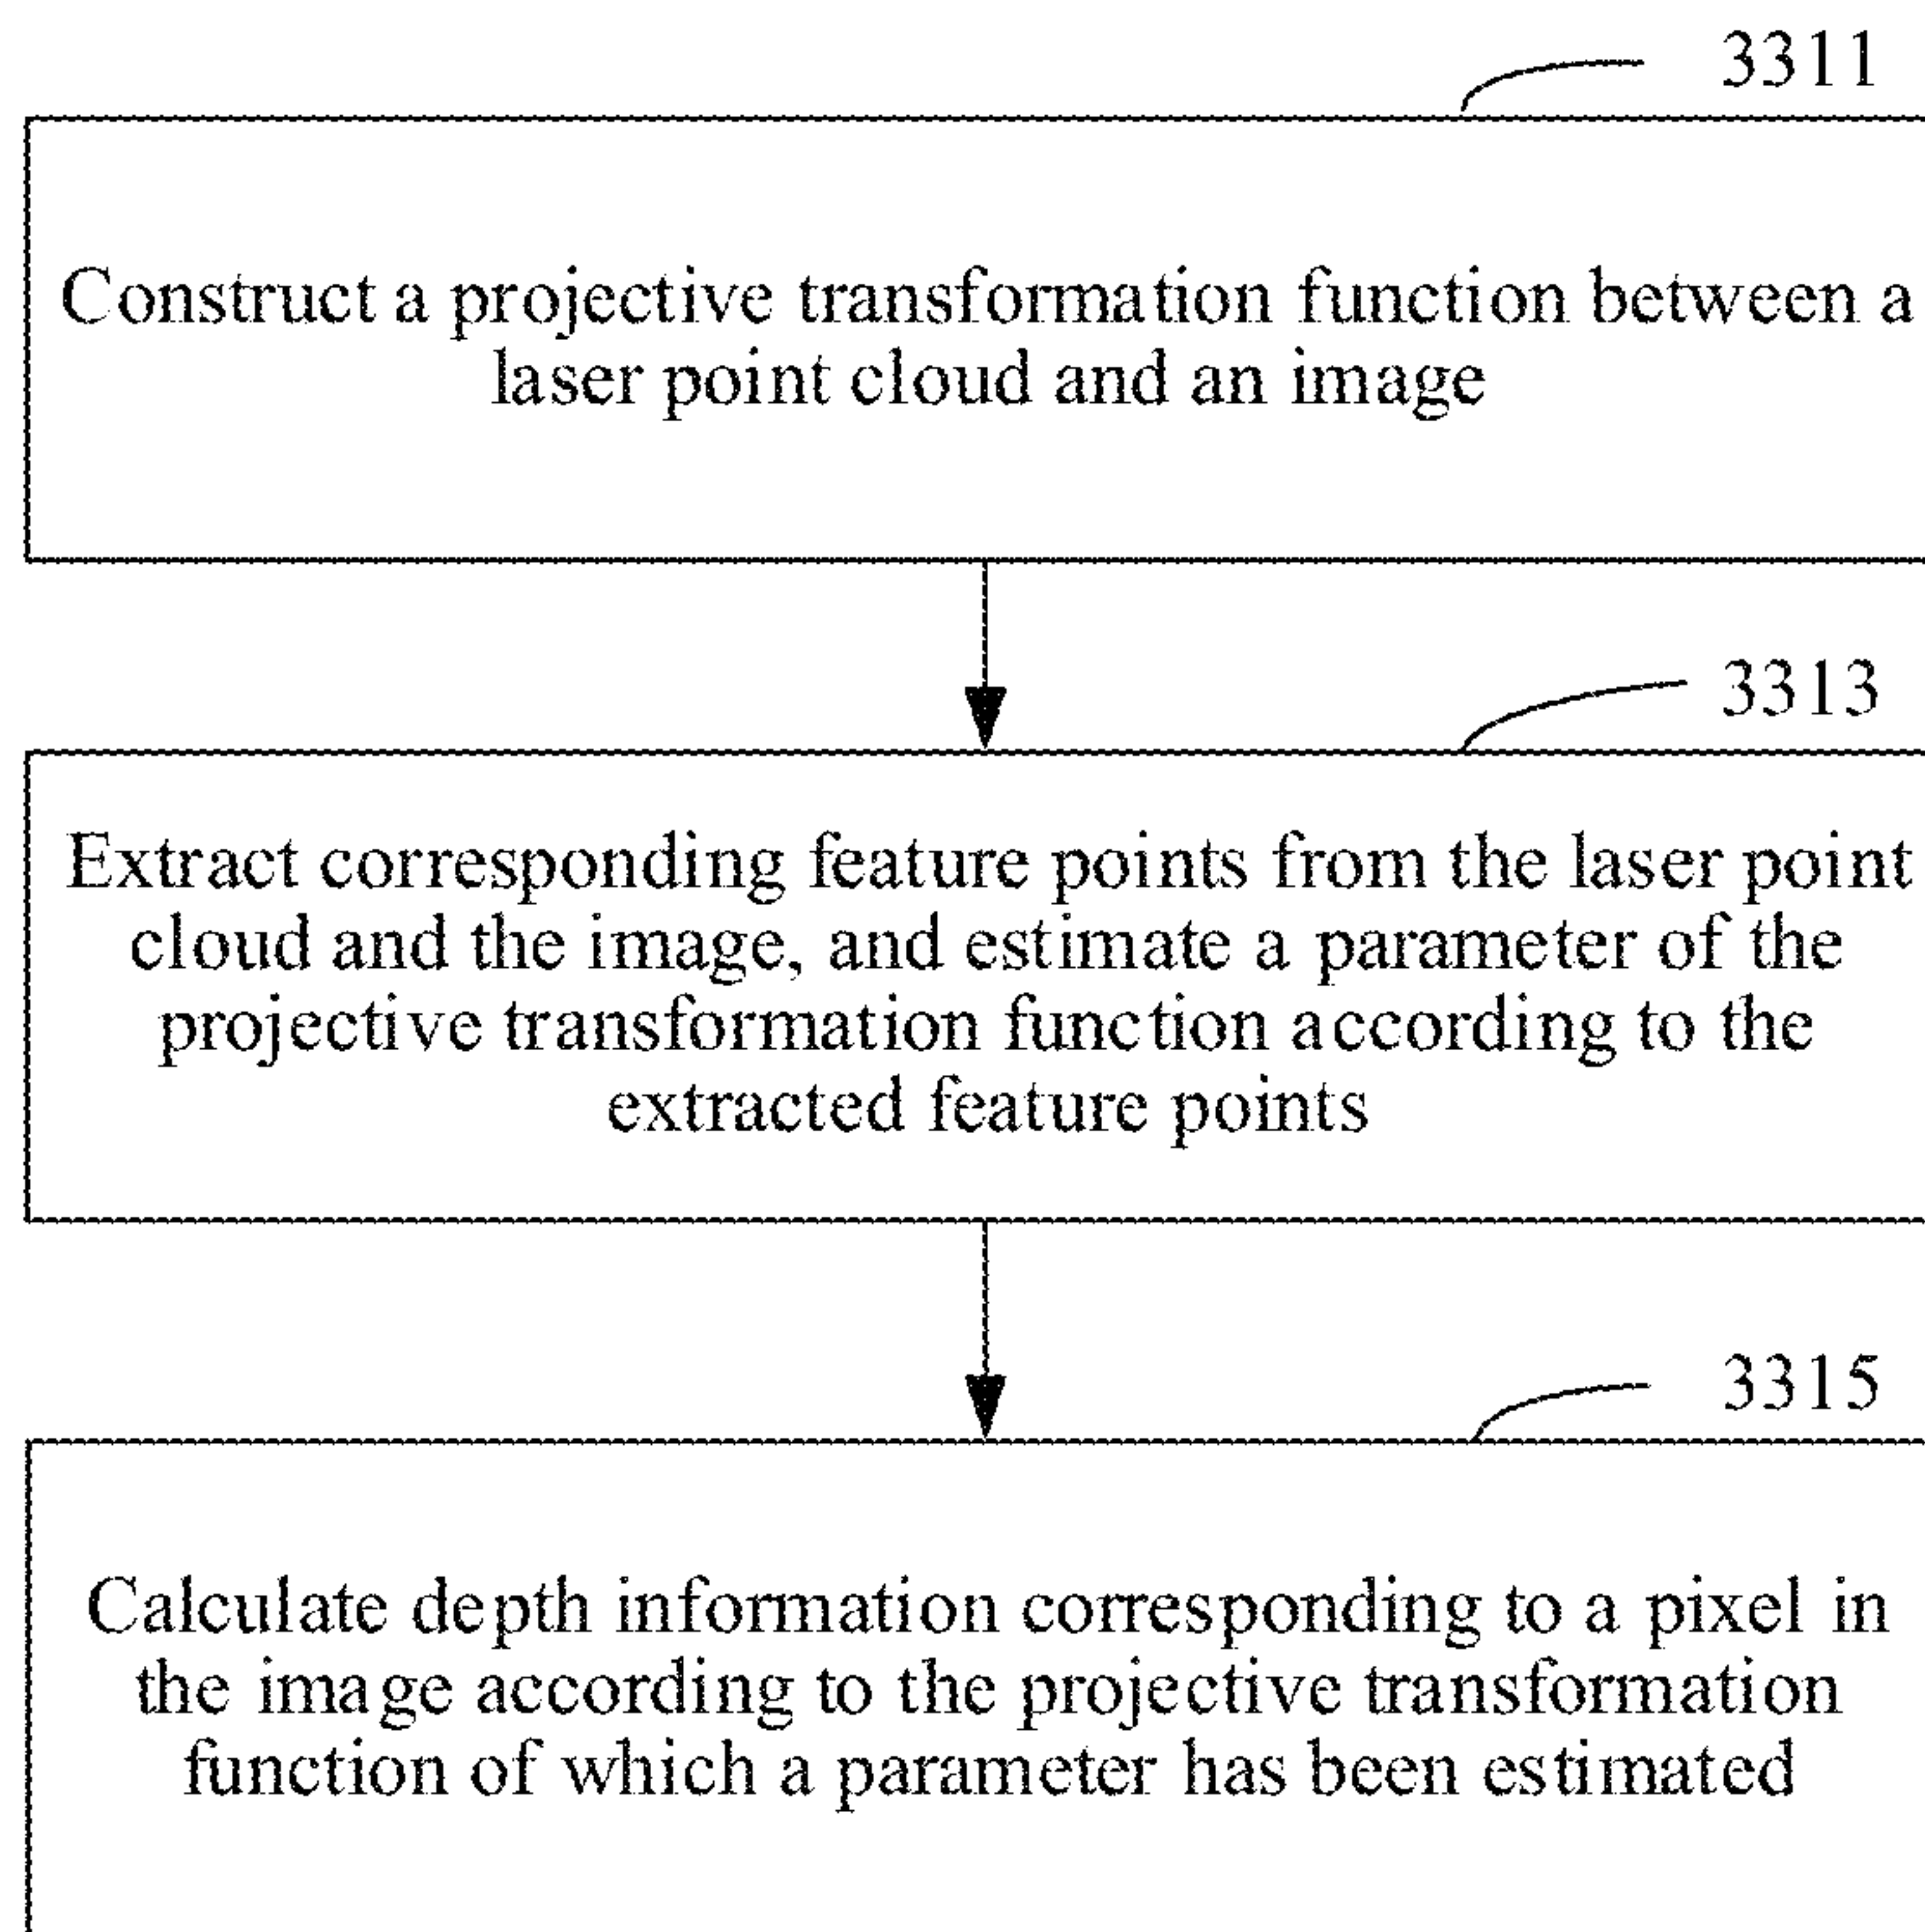 3311
Construct a projective transformation function between a
laser point cloud and an image
3313
Extract corresponding feature points from the laser point
cloud and the image, and estimate a parameter of the
projective transformation function according to the
extracted feature points
3315
Calculate depth information corresponding to a pixel in
the image according to the projective transformation
function of which a parameter has been estimated